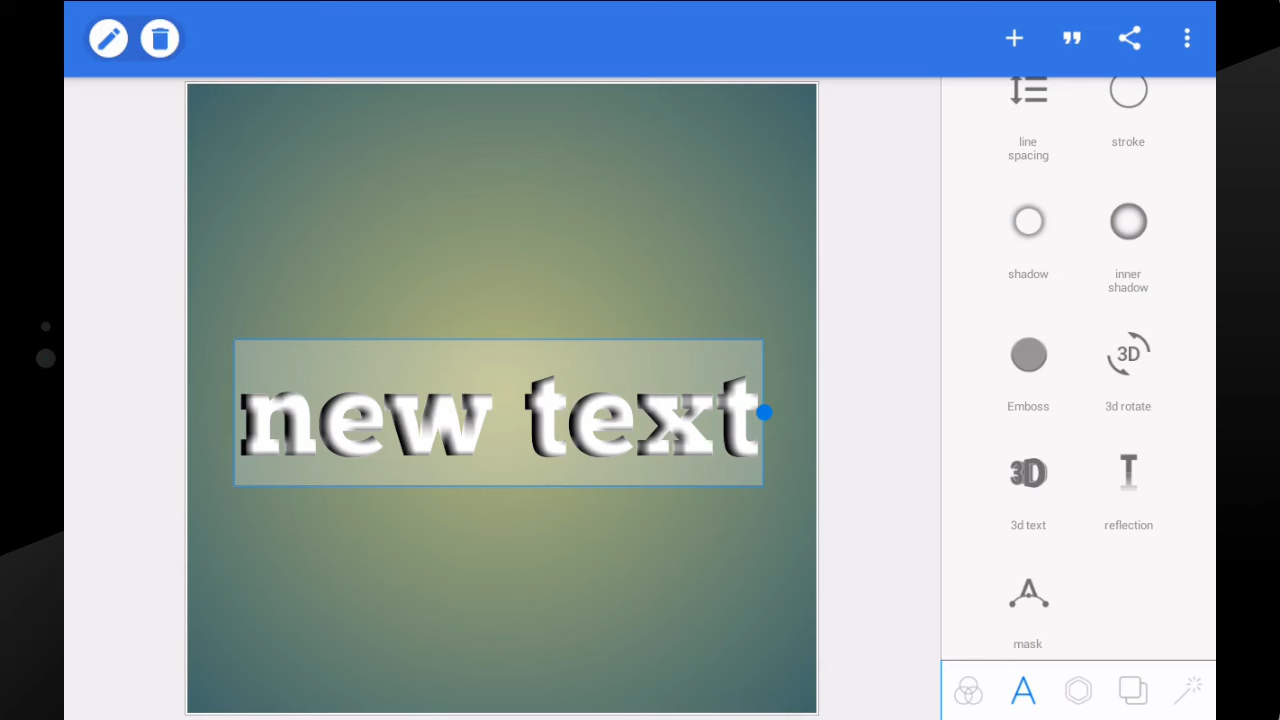 line
spacing
stroke
shadow
inner
shadow
Emboss
3D
3d rotate
3D
3d text
T
reflection
mask
new text
A